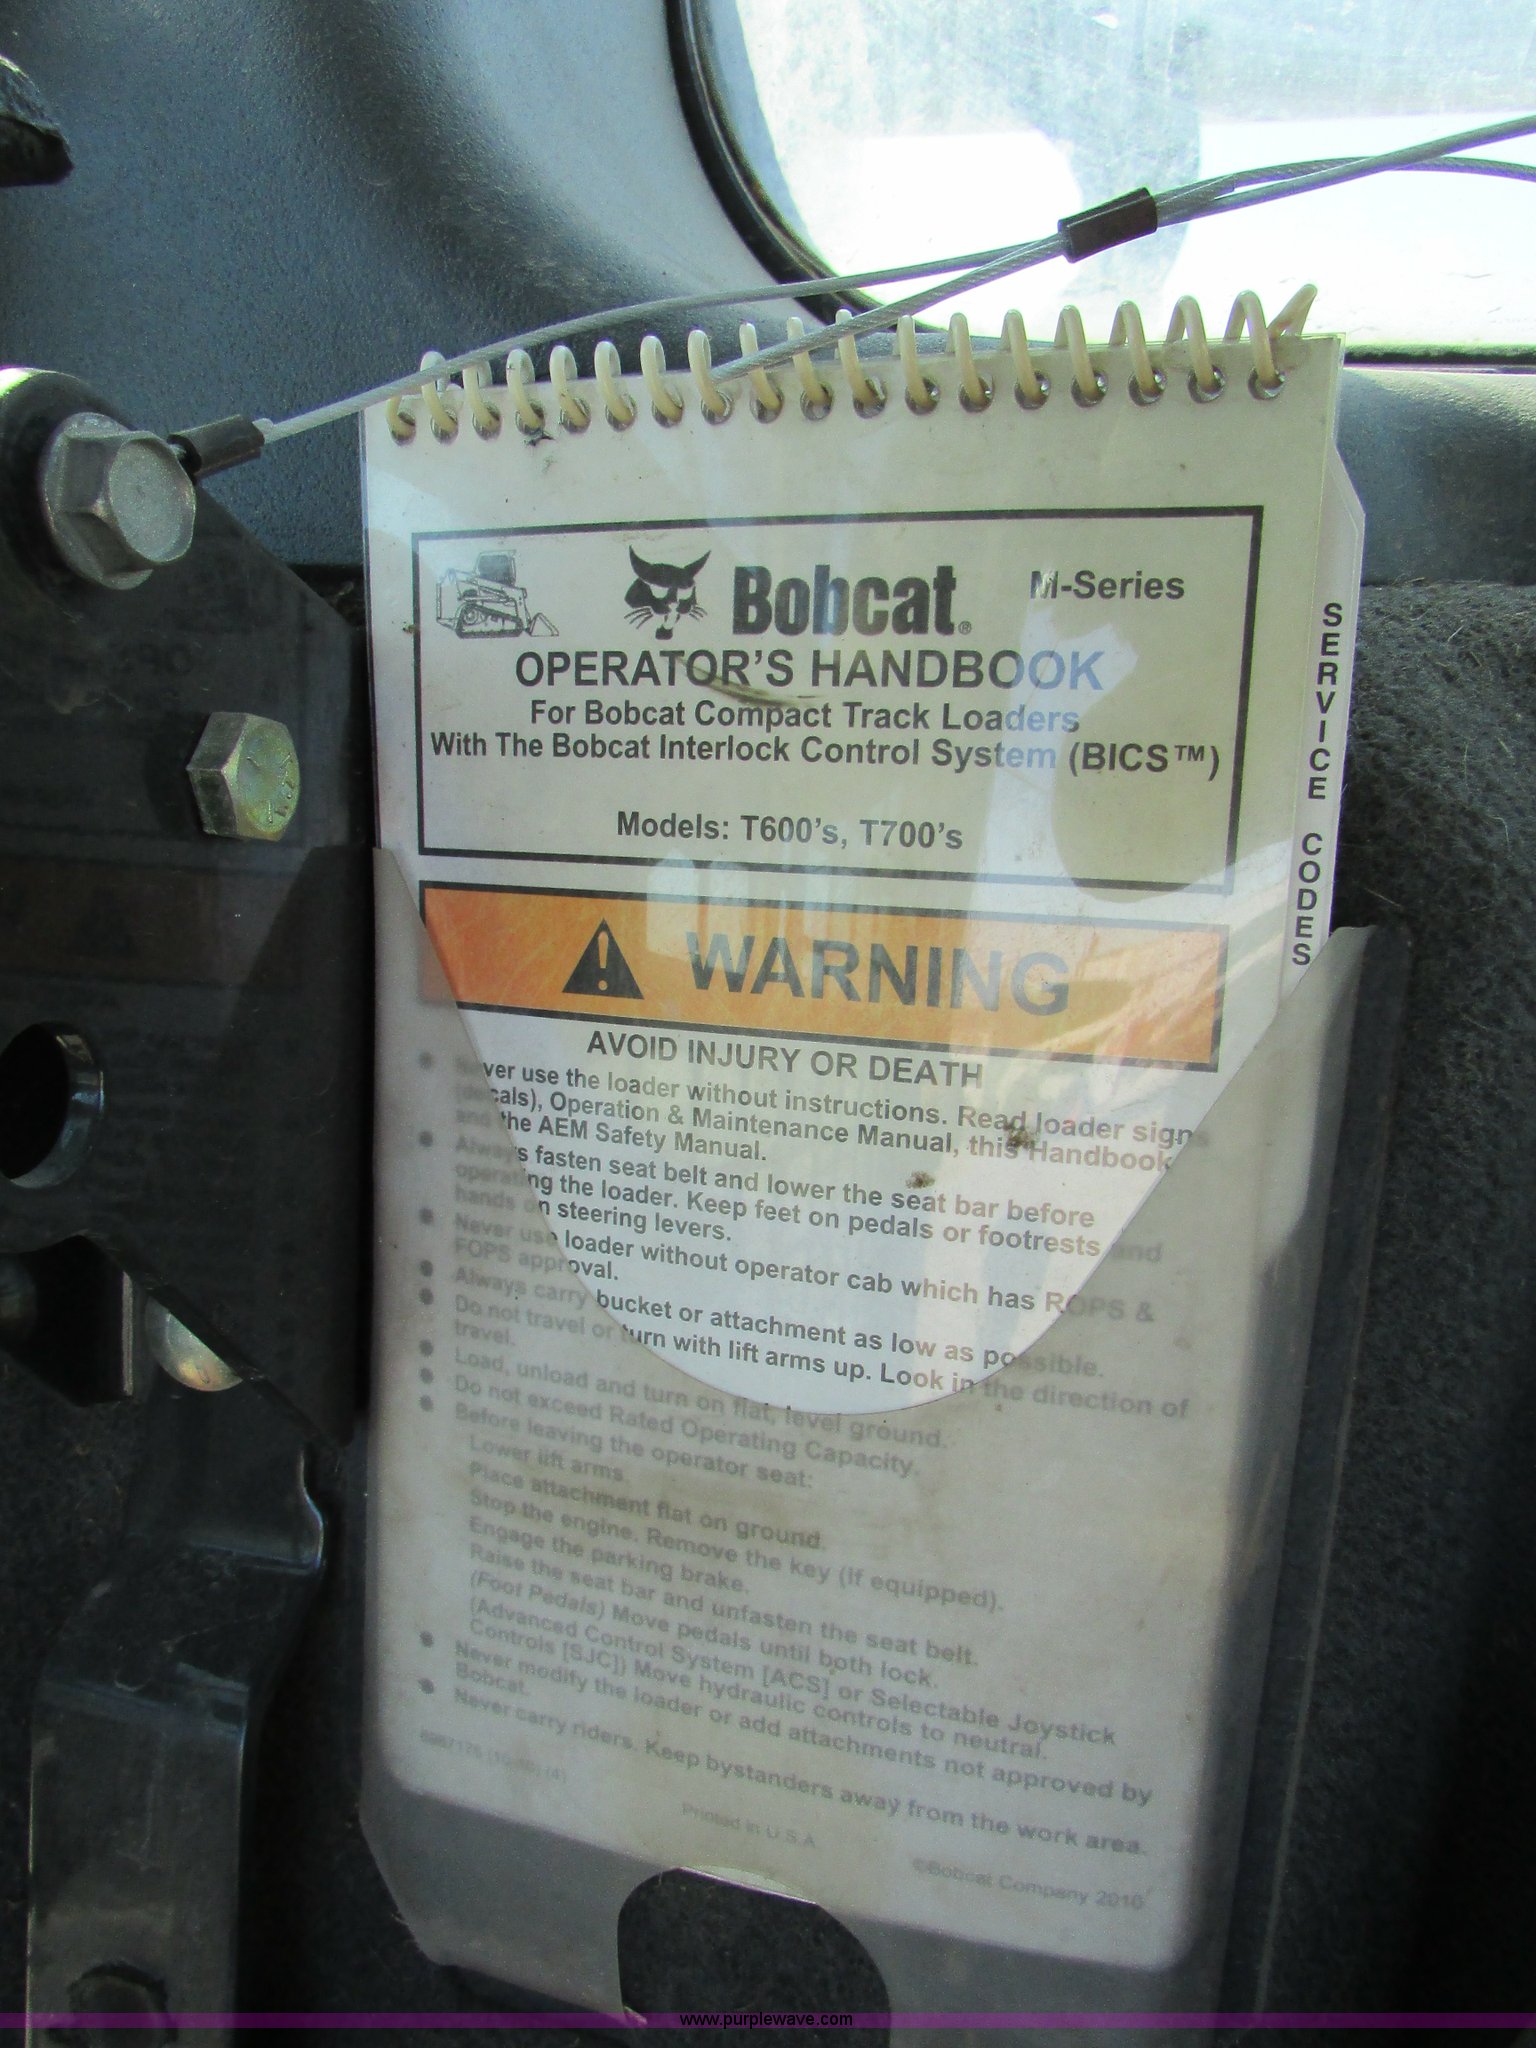 Bobcat® M-Series
OPERATOR'S HANDBOOK
For Bobcat Compact Track Loaders
With The Bobcat Interlock Control System (BICS™)
Models: T600's, T700's
SERVICE CODES
WARNING
AVOID INJURY OR DEATH
ver use the loader without instructions. Read loader signs
cals), Operation & Maintenance Manual, this Handbook
and the AEM Safety Manual.
Always fasten seat belt and lower the seat bar before
operating the loader. Keep feet on pedals or footrests and
hands on steering levers.
Never use loader without operator cab which has ROPS &
FOPS approval.
Always carry bucket or attachment as low as possible.
Do not travel or turn with lift arms up. Look in the direction of
travel.
Load, unload and turn on flat, level ground.
Do not exceed Rated Operating Capacity.
Before leaving the operator seat:
Lower lift arms.
Place attachment flat on ground.
Stop the engine. Remove the key (If equipped).
Engage the parking brake.
Raise the seat bar and unfasten the seat belt.
(Foot Pedals) Move pedals until both lock.
(Advanced Control System [ACS] or Selectable Joystick
Controls [SJC]) Move hydraulic controls to neutral.
Never modify the loader or add attachments not approved by
Bobcat.
Never carry riders. Keep bystanders away from the work area.
Printed in U.S.A.
©Bobcat Company 2010
www.purplewave.com